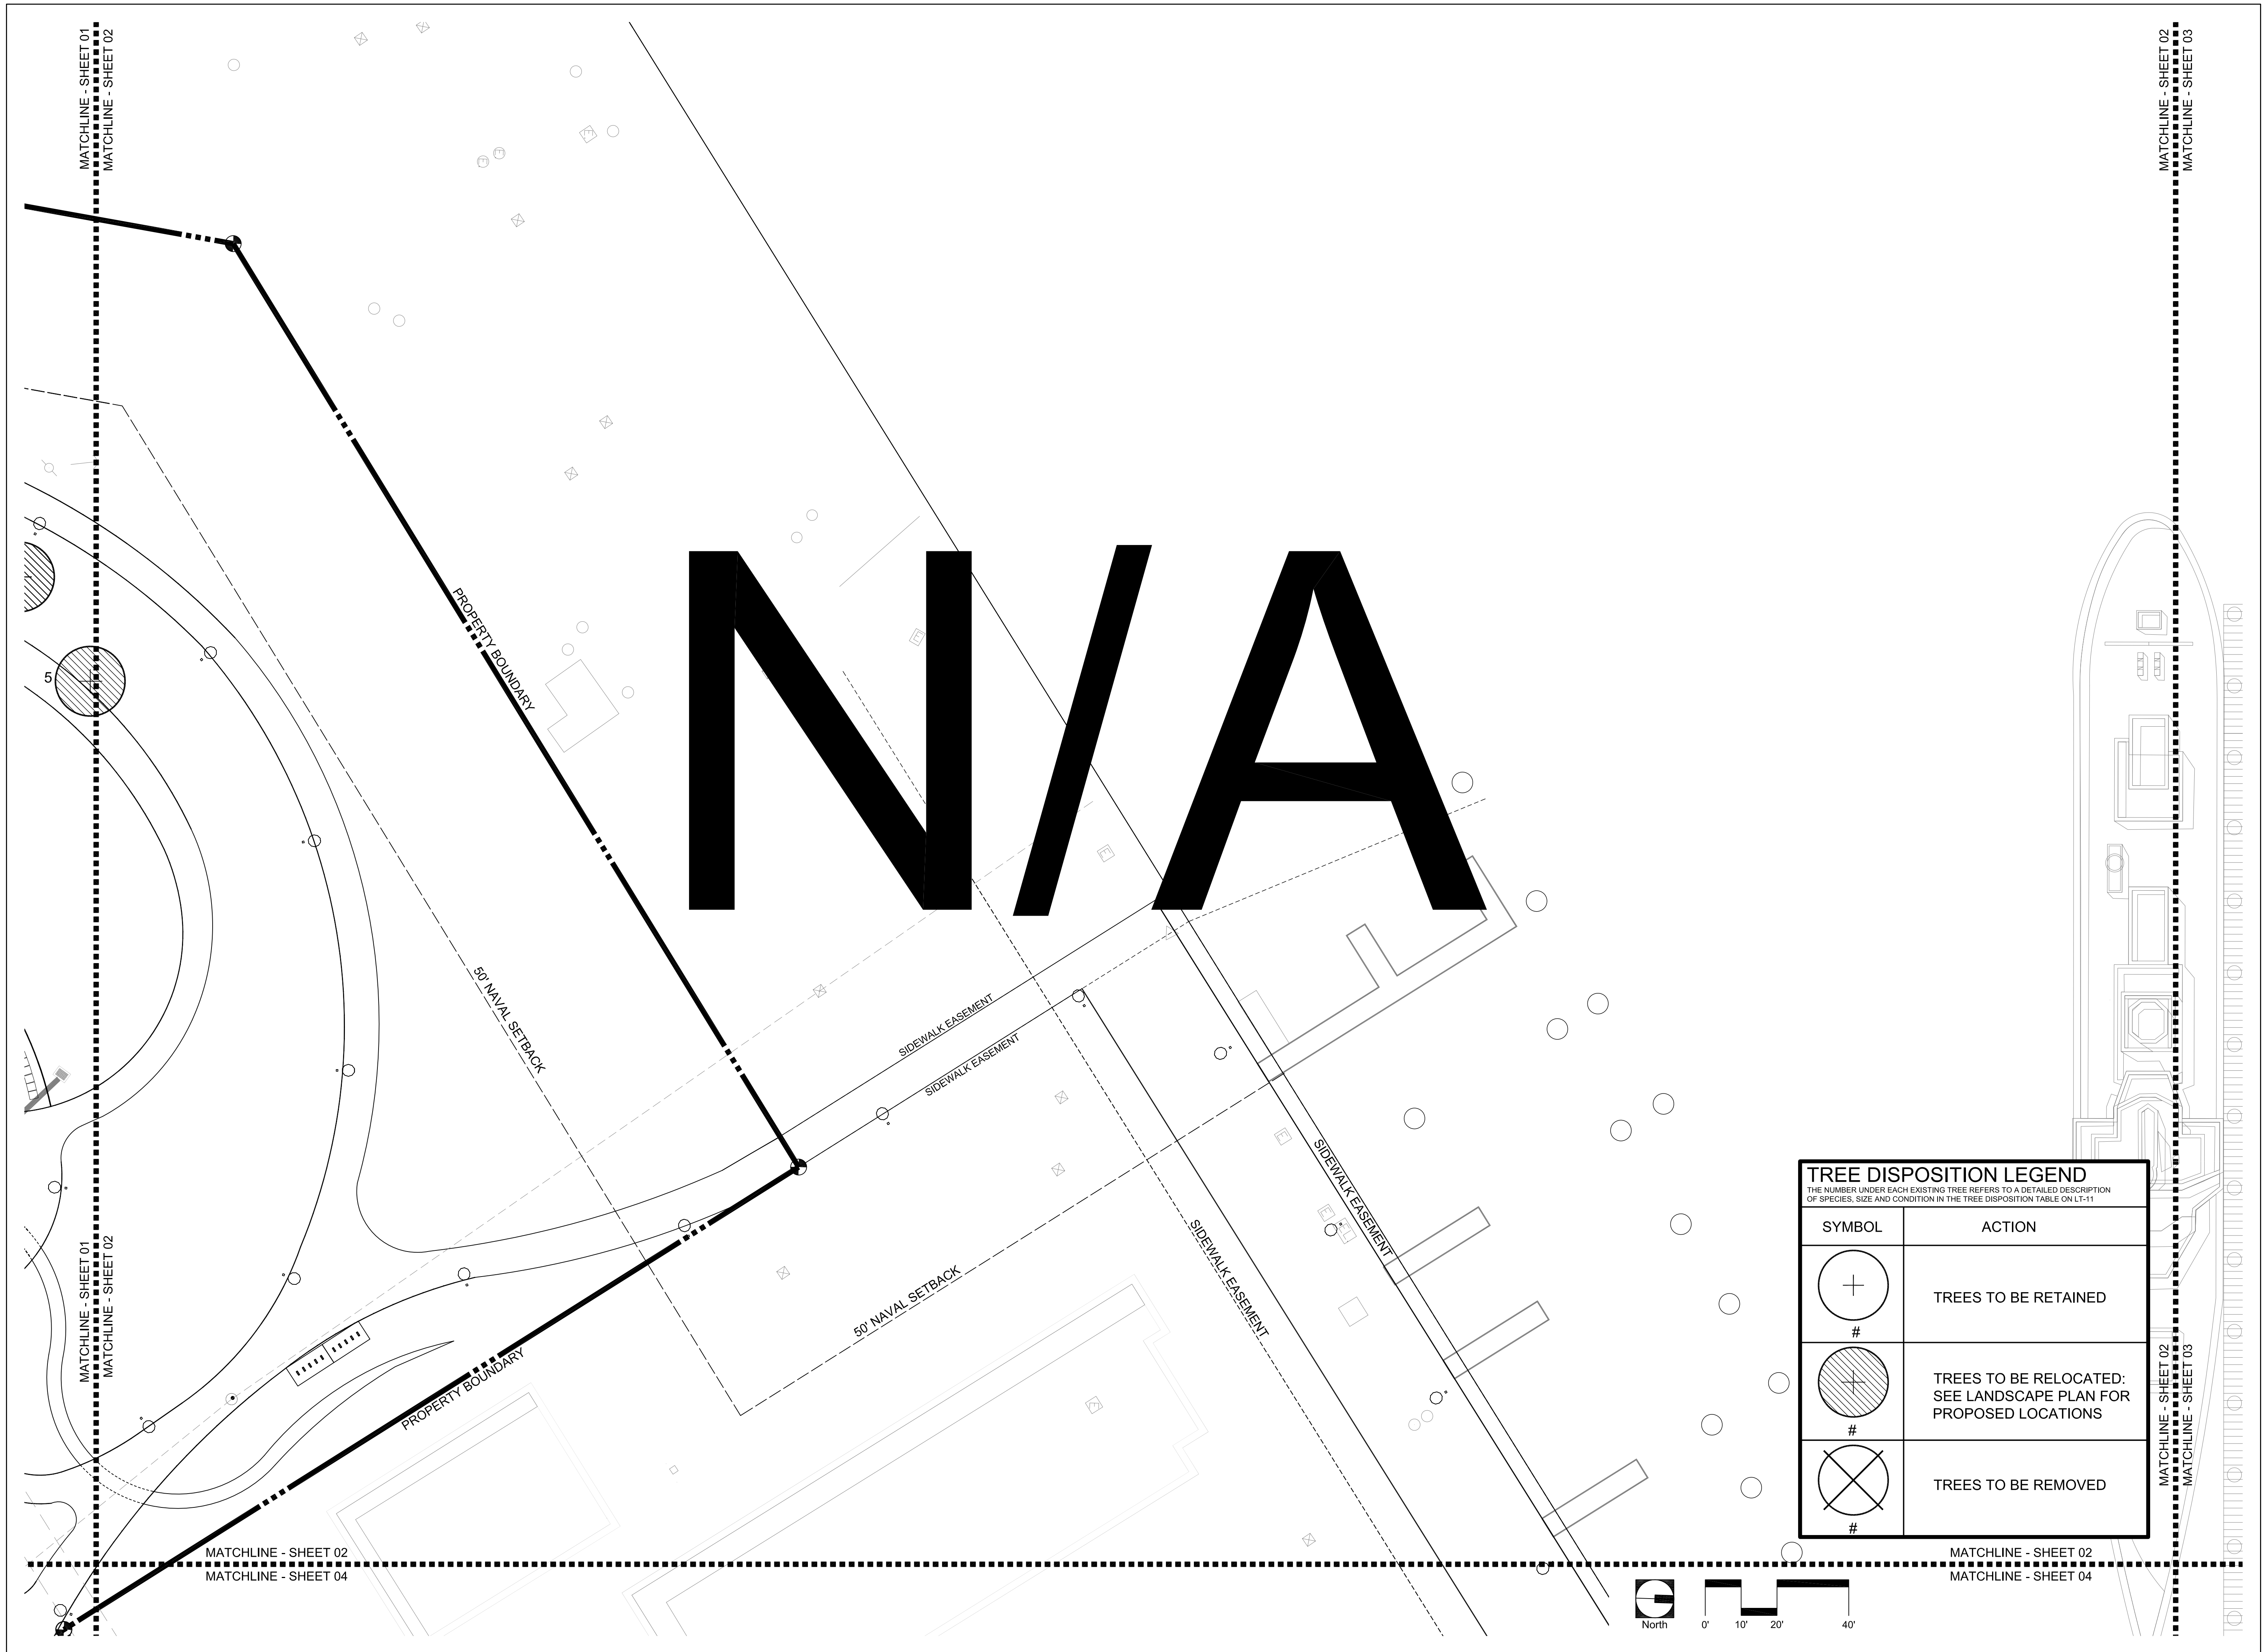 MATCHLINE - SHEET 01
MATCHLINE - SHEET 02
MATCHLINE - SHEET 02
MATCHLINE - SHEET 03
N/A
PROPERTY BOUNDARY
5
50' NAVAL SETBACK
SIDEWALK EASEMENT
SIDEWALK EASEMENT
SIDEWALK EASEMENT
SIDEWALK EASEMENT
50' NAVAL SETBACK
PROPERTY BOUNDARY
MATCHLINE - SHEET 01
MATCHLINE - SHEET 02
TREE DISPOSITION LEGEND
THE NUMBER UNDER EACH EXISTING TREE REFERS TO A DETAILED DESCRIPTION
OF SPECIES, SIZE AND CONDITION IN THE TREE DISPOSITION TABLE ON LT-11
SYMBOL ACTION
TREES TO BE RETAINED
#
TREES TO BE RELOCATED:
SEE LANDSCAPE PLAN FOR
PROPOSED LOCATIONS
#
TREES TO BE REMOVED
#
MATCHLINE - SHEET 02
MATCHLINE - SHEET 03
MATCHLINE - SHEET 02
MATCHLINE - SHEET 04
MATCHLINE - SHEET 02
MATCHLINE - SHEET 04
North
0' 10' 20' 40'